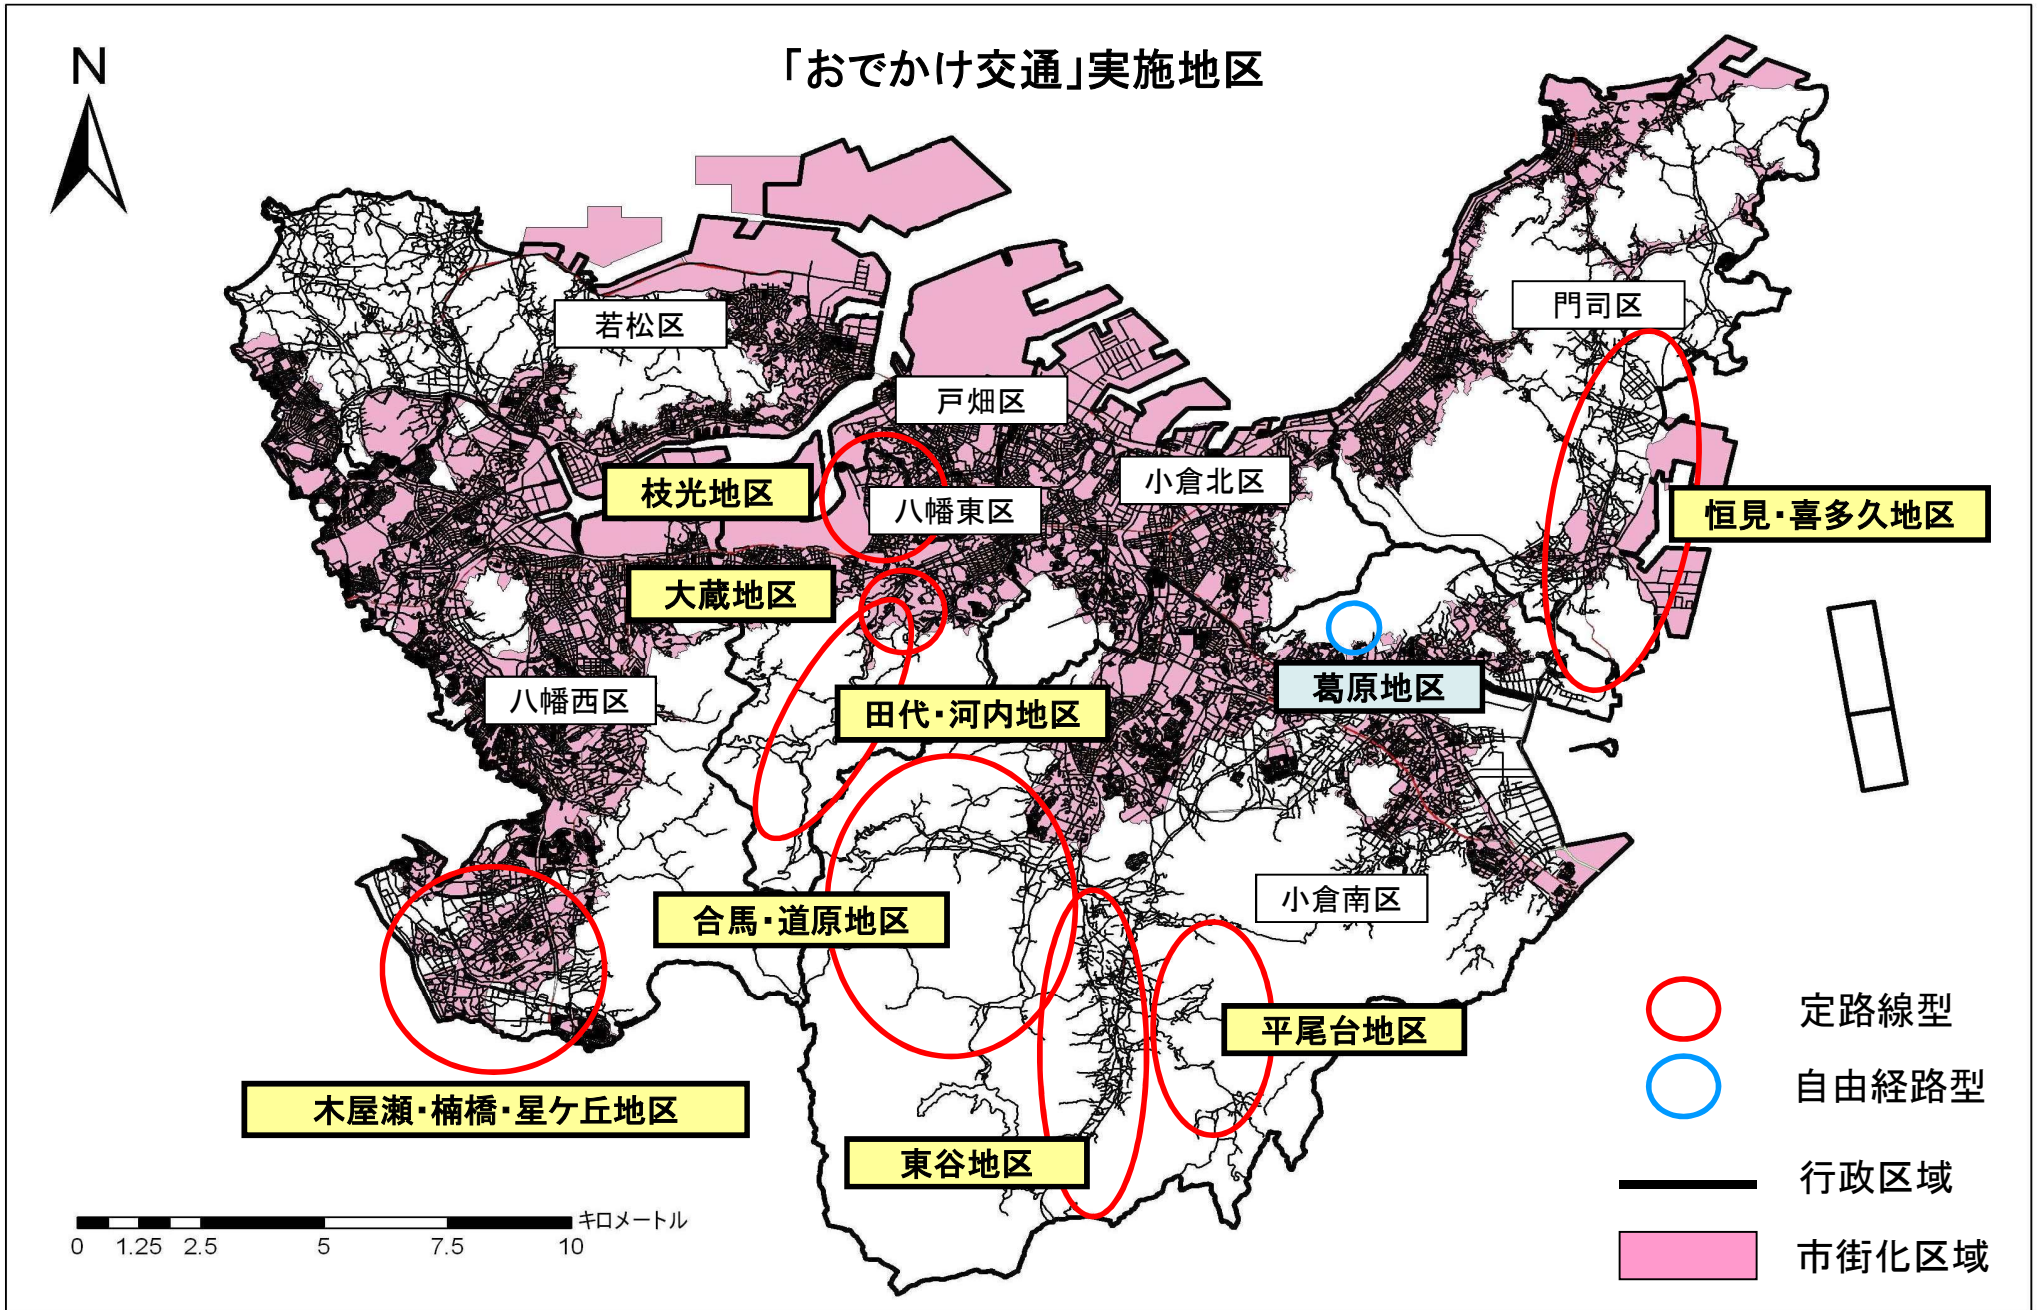 「おでかけ交通」実施地区
N
若松区
門司区
戸畑区
小倉北区
枝光地区
八幡東区
恒見・喜多久地区
大蔵地区
葛原地区
八幡西区
田代・河内地区
小倉南区
合馬・道原地区
平尾台地区
木屋瀬・楠橋・星ケ丘地区
東谷地区
定路線型
自由経路型
行政区域
市街化区域
キロメートル
0 1.25 2.5 5 7.5 10